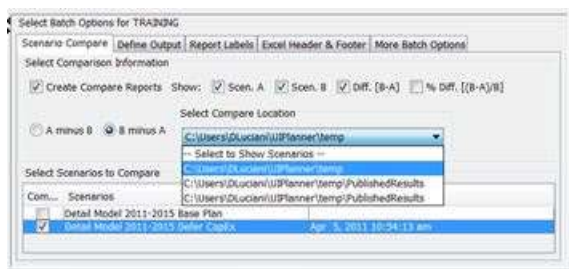 Select Batch Options for TRAINING
Scenario Compare Define Output Report Labels Excel Header & Footer More Batch Options
Select Comparison Information
Create Compare Reports Show: Scen. A Scen. B Diff. [B-A] % Diff. [(B-A)/B]
Select Compare Location
A minus B B minus A C:\Users\DLuciani\UIPlanner\temp
-- Select to Show Scenarios --
C:\Users\DLuciani\UIPlanner\temp
Select Scenarios to Compare C:\Users\DLuciani\UIPlanner\temp\PublishedResults
C:\Users\DLuciani\UIPlanner\temp\PublishedResults
Com... Scenarios
Detail Model 2011-2015 Base Plan
Detail Model 2011-2015 Defer CapEx Apr 5, 2011 10:54:13 am